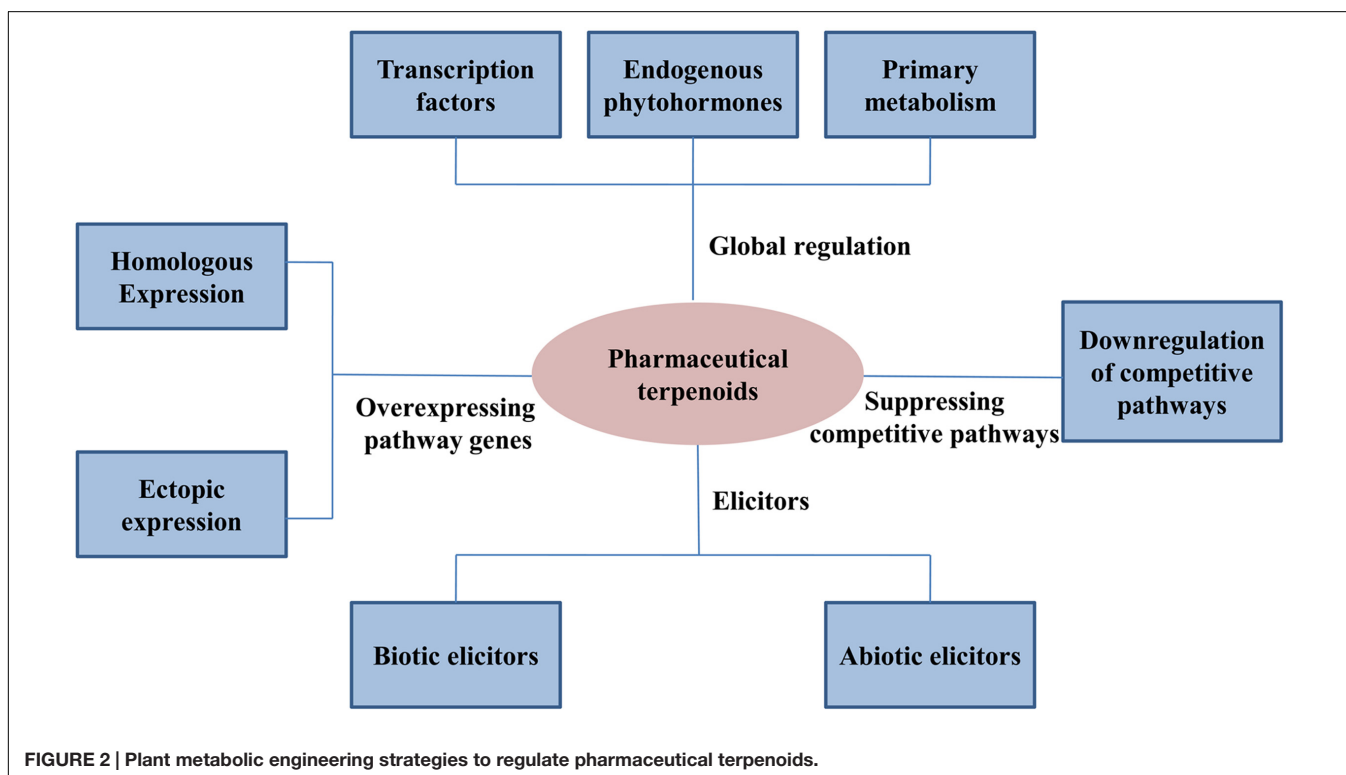 Transcription
factors
Endogenous
phytohormones
Primary
metabolism
Global regulation
Homologous
Expression
Ectopic
expression
Overexpressing
pathway genes
Pharmaceutical
terpenoids
Suppressing
competitive pathways
Downregulation
of competitive
pathways
Elicitors
Biotic elicitors
Abiotic elicitors
FIGURE 2 | Plant metabolic engineering strategies to regulate pharmaceutical terpenoids.